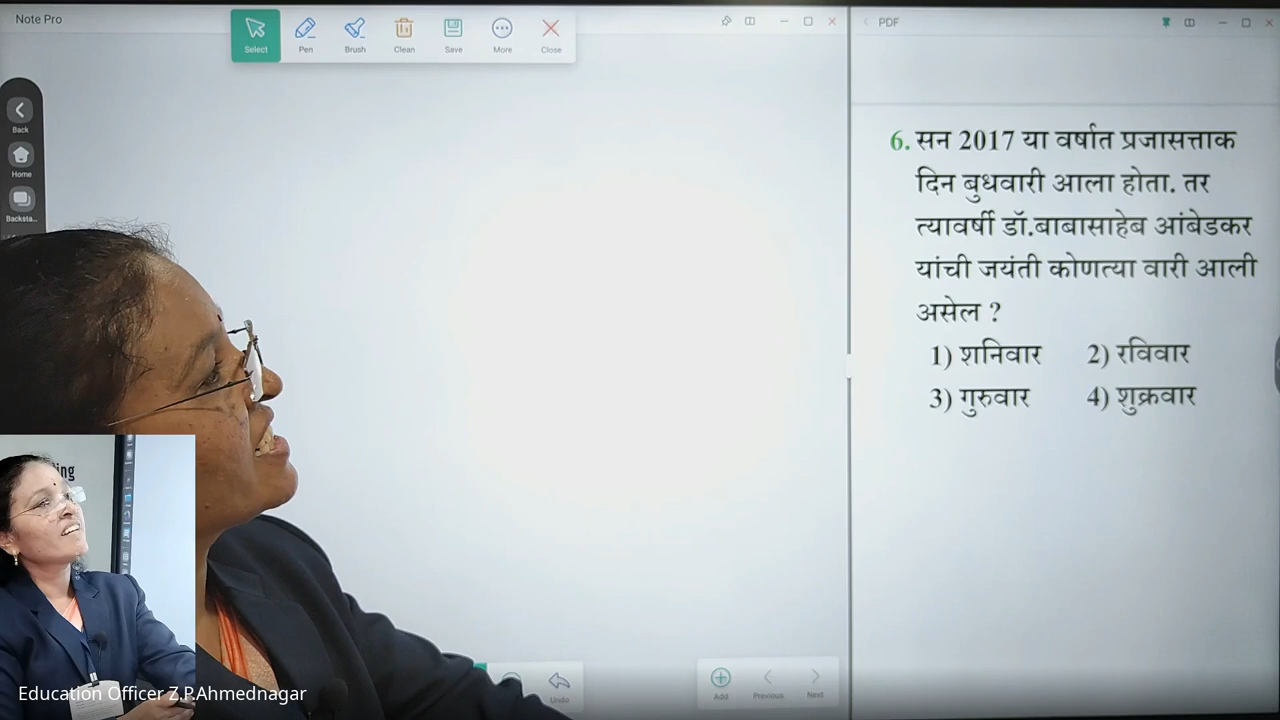 Note Pro
Select
Pen
Brush
Clean
Save
More
Close
PDF
Back
Home
Backsta...
6. सन 2017 या वर्षात प्रजासत्ताक
दिन बुधवारी आला होता. तर
त्यावर्षी डॉ.बाबासाहेब आंबेडकर
यांची जयंती कोणत्या वारी आली
असेल ?
1) शनिवार 2) रविवार
3) गुरुवार 4) शुक्रवार
ing
Undo
Add
Previous
Next
Education Officer Z.P.Ahmednagar